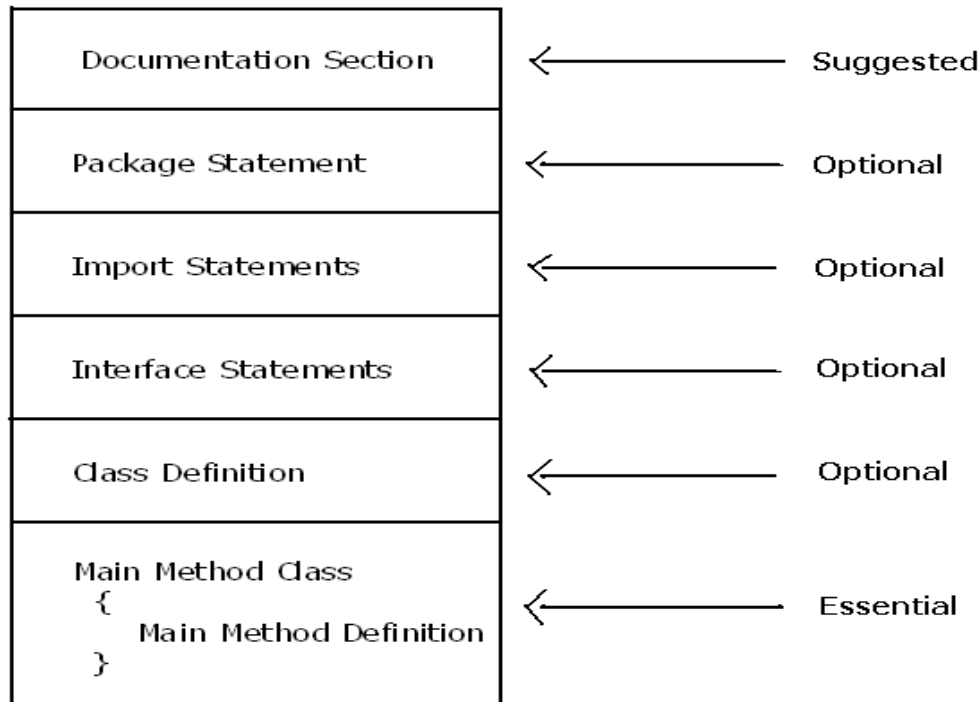 Documentation Section
Suggested
Package Statement
Optional
Import Statements
Optional
Interface Statements
Optional
Class Definition
Optional
Main Method Class
{
Main Method Definition
}
Essential